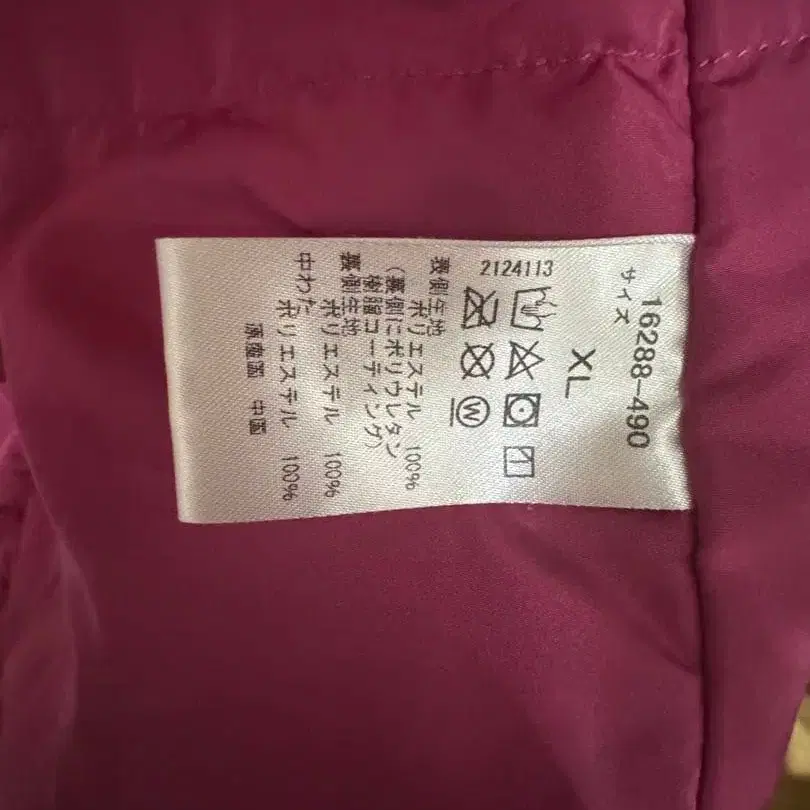 16288-490
サイズ
XL
2124113
W
表側生地
ポリエステル 100%
(裏側にポリウレタン
樹脂コーティング)
裏側生地
ポリエステル 100%
中わた
ポリエステル 100%
原産国 中国